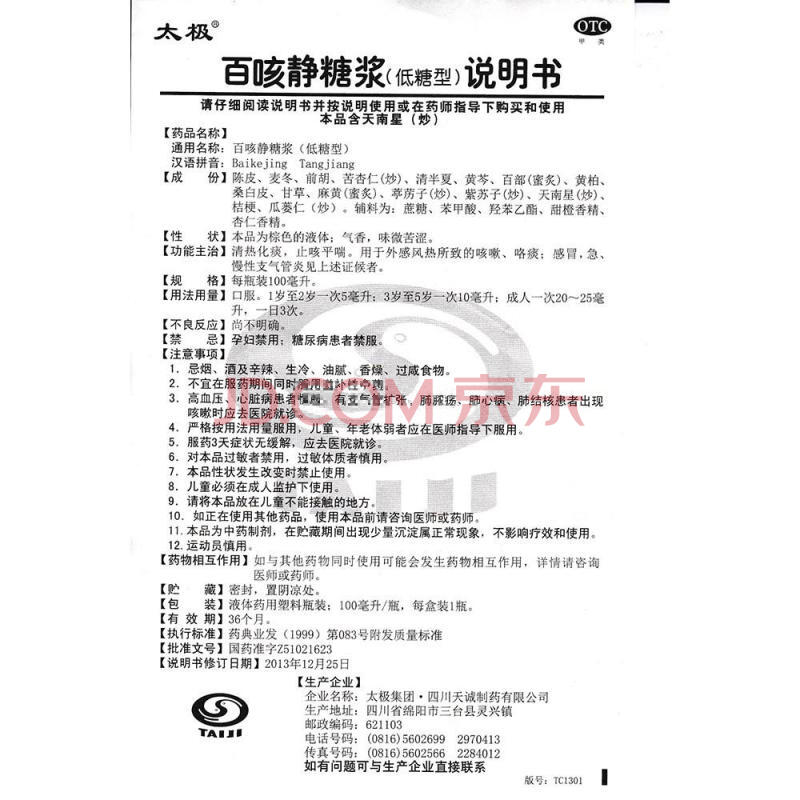 太极®
OTC
甲 类
百咳静糖浆(低糖型)说明书
请仔细阅读说明书并按说明使用或在药师指导下购买和使用
本品含天南星（炒）
【药品名称】
通用名称：百咳静糖浆（低糖型）
汉语拼音：Baikejing Tangjiang
【成 份】陈皮、麦冬、前胡、苦杏仁(炒)、清半夏、黄芩、百部(蜜炙)、黄柏、
桑白皮、甘草、麻黄(蜜炙)、葶苈子(炒)、紫苏子(炒)、天南星(炒)、
桔梗、瓜蒌仁（炒）。辅料为：蔗糖、苯甲酸、羟苯乙酯、甜橙香精、
杏仁香精。
【性 状】本品为棕色的液体；气香，味微苦涩。
【功能主治】清热化痰，止咳平喘。用于外感风热所致的咳嗽、咯痰；感冒,急、
慢性支气管炎见上述证候者。
【规 格】每瓶装100毫升。
【用法用量】口服。1岁至2岁一次5毫升；3岁至5岁一次10毫升；成人一次20～25毫
升，一日3次。
【不良反应】尚不明确。
【禁 忌】孕妇禁用；糖尿病患者禁服。
【注意事项】
1. 忌烟、酒及辛辣、生冷、油腻、香燥、过咸食物。
2. 不宜在服药期间同时服用滋补性中药。
3. 高血压、心脏病患者慎服。有支气管扩张、肺脓疡、肺心病、肺结核患者出现
咳嗽时应去医院就诊。
4. 严格按用法用量服用，儿童、年老体弱者应在医师指导下服用。
5. 服药3天症状无缓解，应去医院就诊。
6. 对本品过敏者禁用，过敏体质者慎用。
7. 本品性状发生改变时禁止使用。
8. 儿童必须在成人监护下使用。
9. 请将本品放在儿童不能接触的地方。
10. 如正在使用其他药品，使用本品前请咨询医师或药师。
11. 本品为中药制剂，在贮藏期间出现少量沉淀属正常现象，不影响疗效和使用。
12. 运动员慎用。
JD.COM 京东
TAIJI
【药物相互作用】如与其他药物同时使用可能会发生药物相互作用，详情请咨询
医师或药师。
【贮 藏】密封，置阴凉处。
【包 装】液体药用塑料瓶装；100毫升/瓶，每盒装1瓶。
【有 效 期】36个月。
【执行标准】药典业发（1999）第083号附发质量标准
【批准文号】国药准字Z51021623
【说明书修订日期】2013年12月25日
【生产企业】
企业名称：太极集团·四川天诚制药有限公司
生产地址：四川省绵阳市三台县灵兴镇
邮政编码：621103
电话号码：(0816)5602699 2970413
传真号码：(0816)5602566 2284012
如有问题可与生产企业直接联系
TAIJI
版号：TC1301